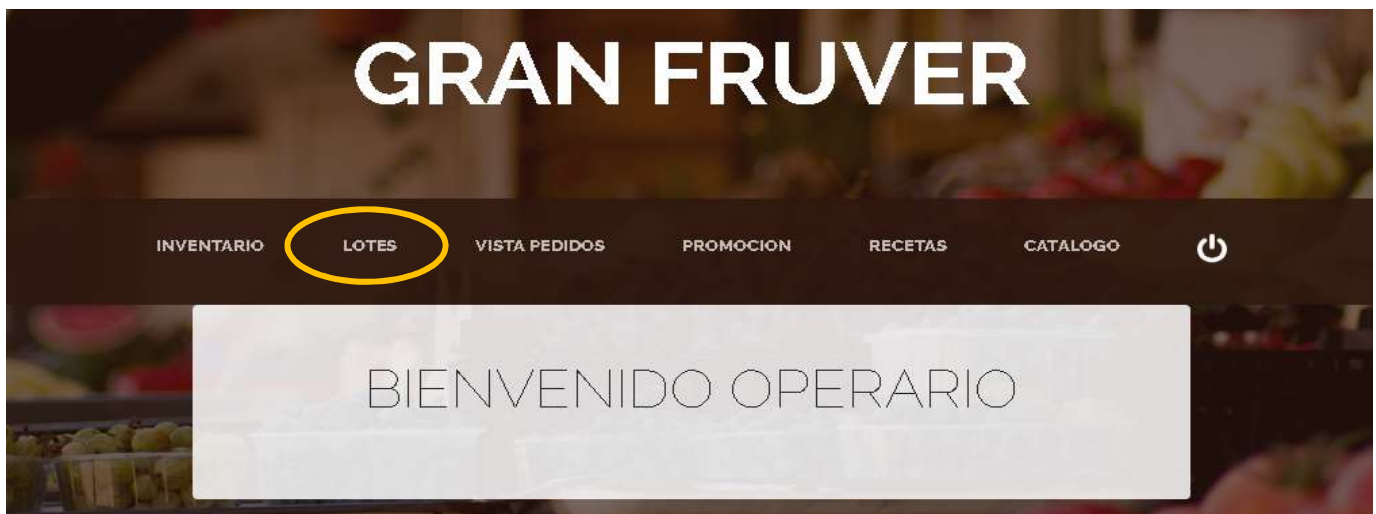 GRAN FRUVER
INVENTARIO LOTES VISTA PEDIDOS PROMOCION RECETAS CATALOGO
BIENVENIDO OPERARIO